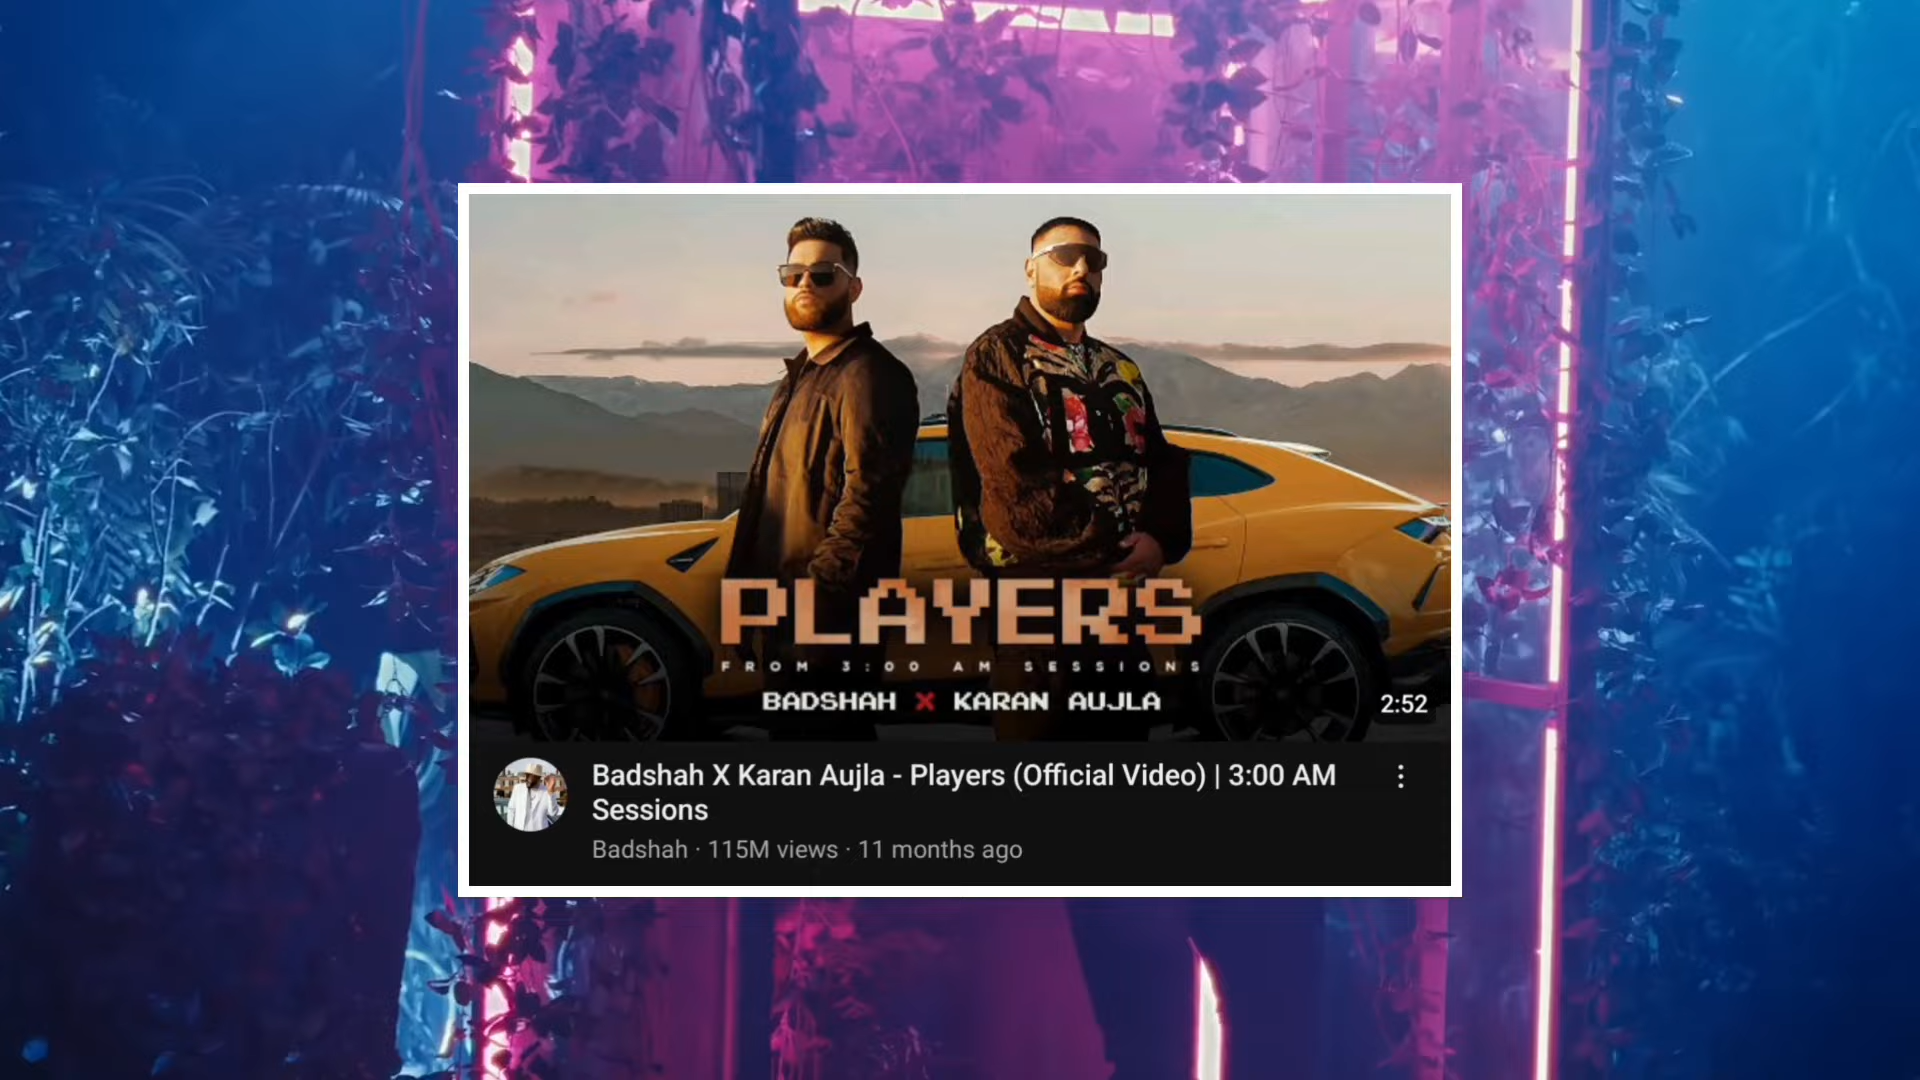 PLAYERS
FROM 3:00 AM SESSIONS
BADSHAH X KARAN AUJLA
2:52
Badshah X Karan Aujla - Players (Official Video) | 3:00 AM
Sessions
Badshah · 115M views · 11 months ago